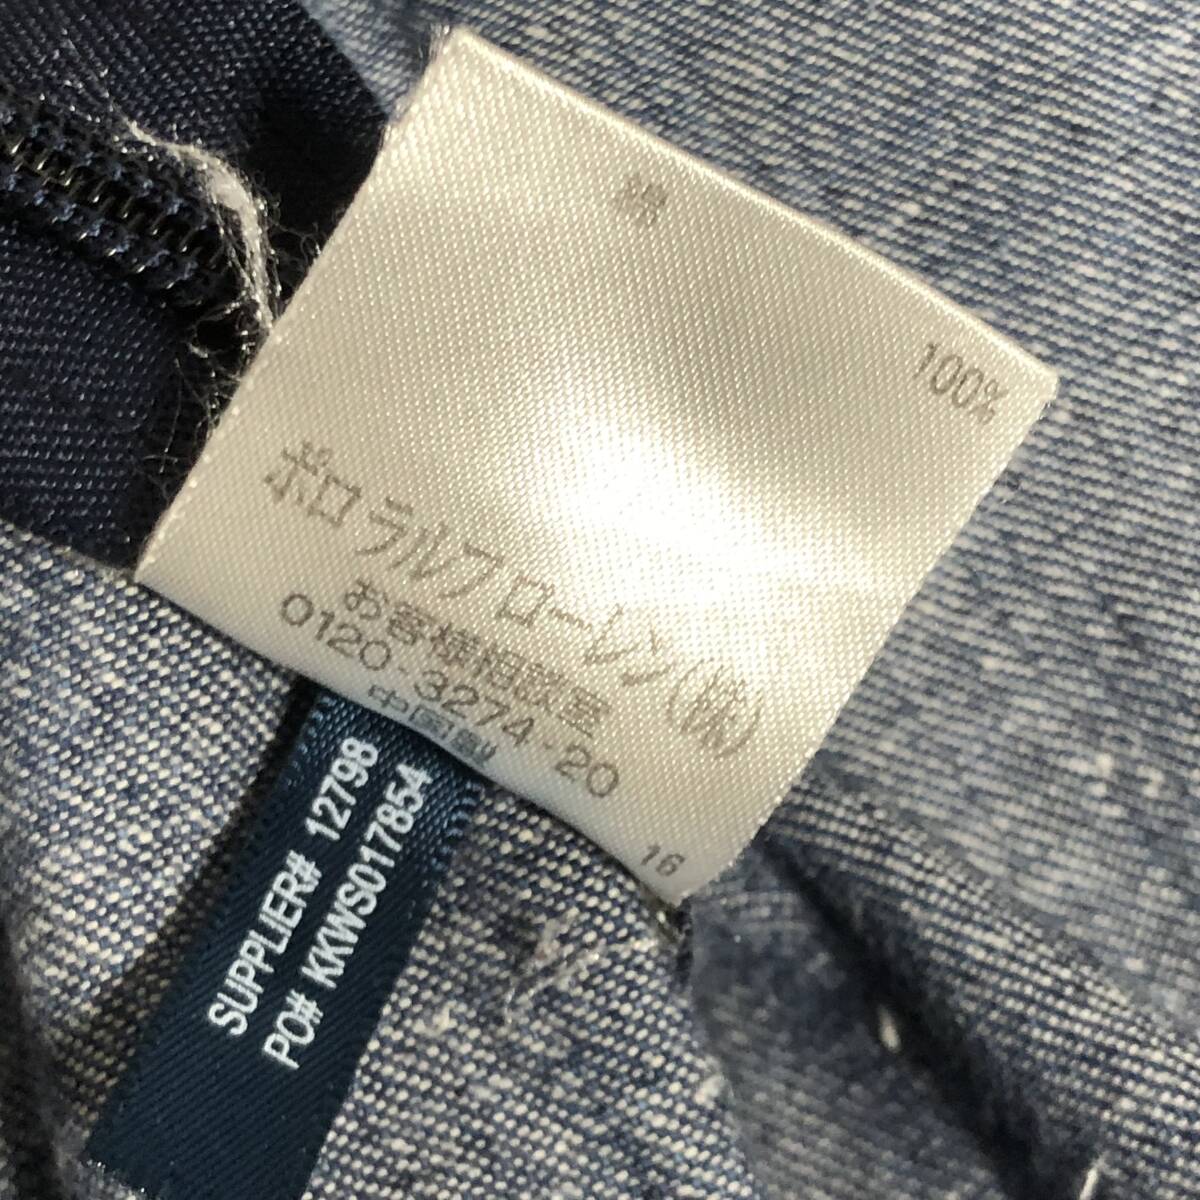 綿 100%
ポロ ラルフ ローレン(株)
お客様相談室
0120-3274-20
中国製
16
SUPPLIER# 12798
PO# KKWS017854